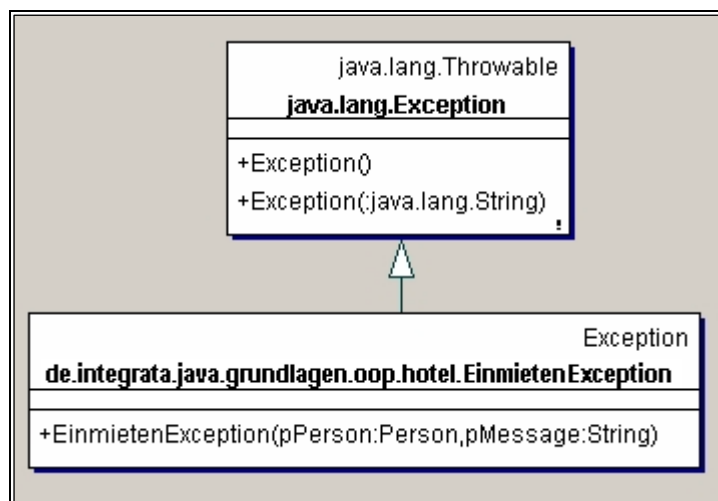 java.lang.Throwable
java.lang.Exception
+Exception()
+Exception(:java.lang.String)
!
Exception
de.integrata.java.grundlagen.oop.hotel.EinmietenException
+EinmietenException(pPerson:Person,pMessage:String)